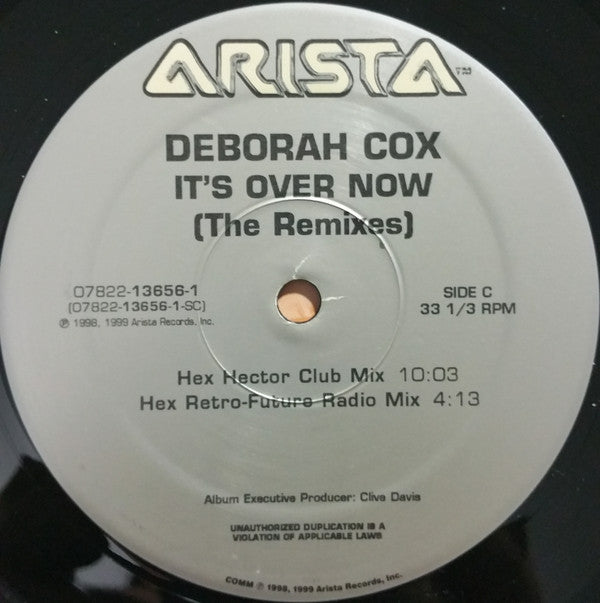 ARISTA™
DEBORAH COX
IT'S OVER NOW
(The Remixes)
07822-13656-1
(07822-13656-1-SC)
℗ 1998, 1999 Arista Records, Inc.
SIDE C
33 1/3 RPM
Hex Hector Club Mix 10:03
Hex Retro-Future Radio Mix 4:13
Album Executive Producer: Clive Davis
UNAUTHORIZED DUPLICATION IS A
VIOLATION OF APPLICABLE LAWS
COMM ℗ 1998, 1999 Arista Records, Inc.